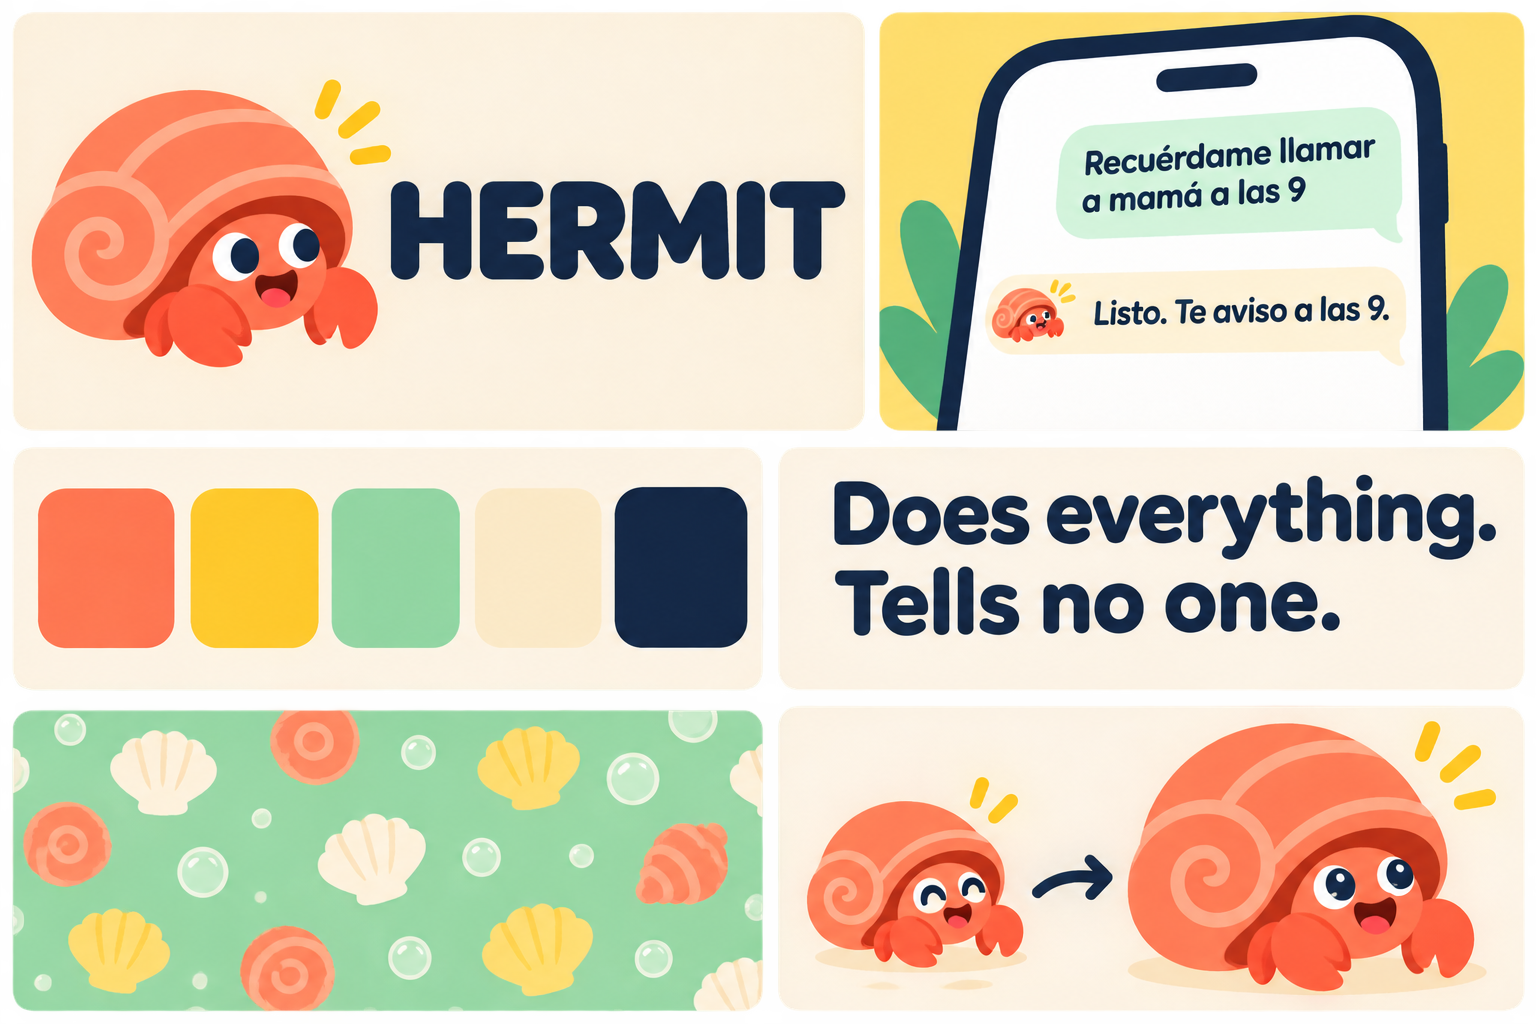 HERMIT
Recuérdame llamar
a mamá a las 9
Listo. Te aviso a las 9.
Does everything.
Tells no one.